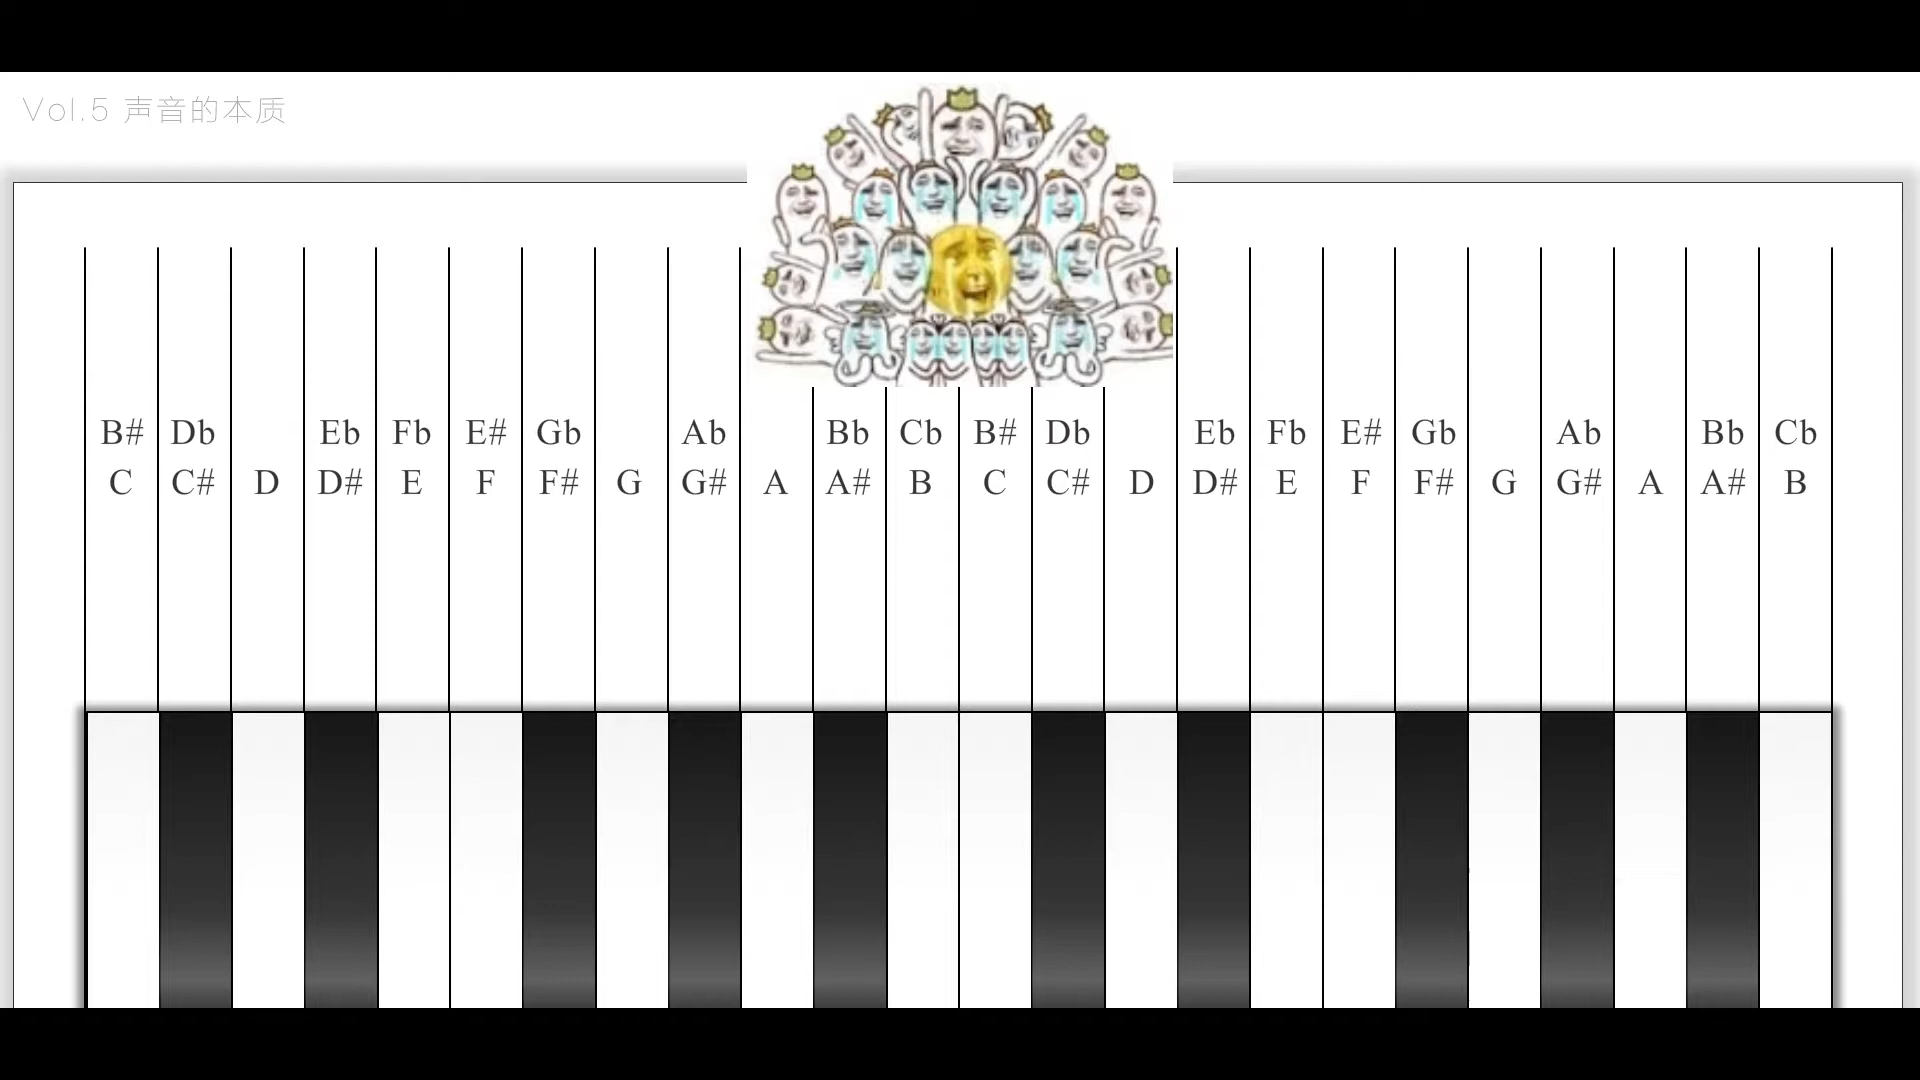 Vol.5 声音的本质
B# Db Eb Fb E# Gb Ab Bb Cb B# Db Eb Fb E# Gb Ab Bb Cb
C C# D D# E F F# G G# A A# B C C# D D# E F F# G G# A A# B